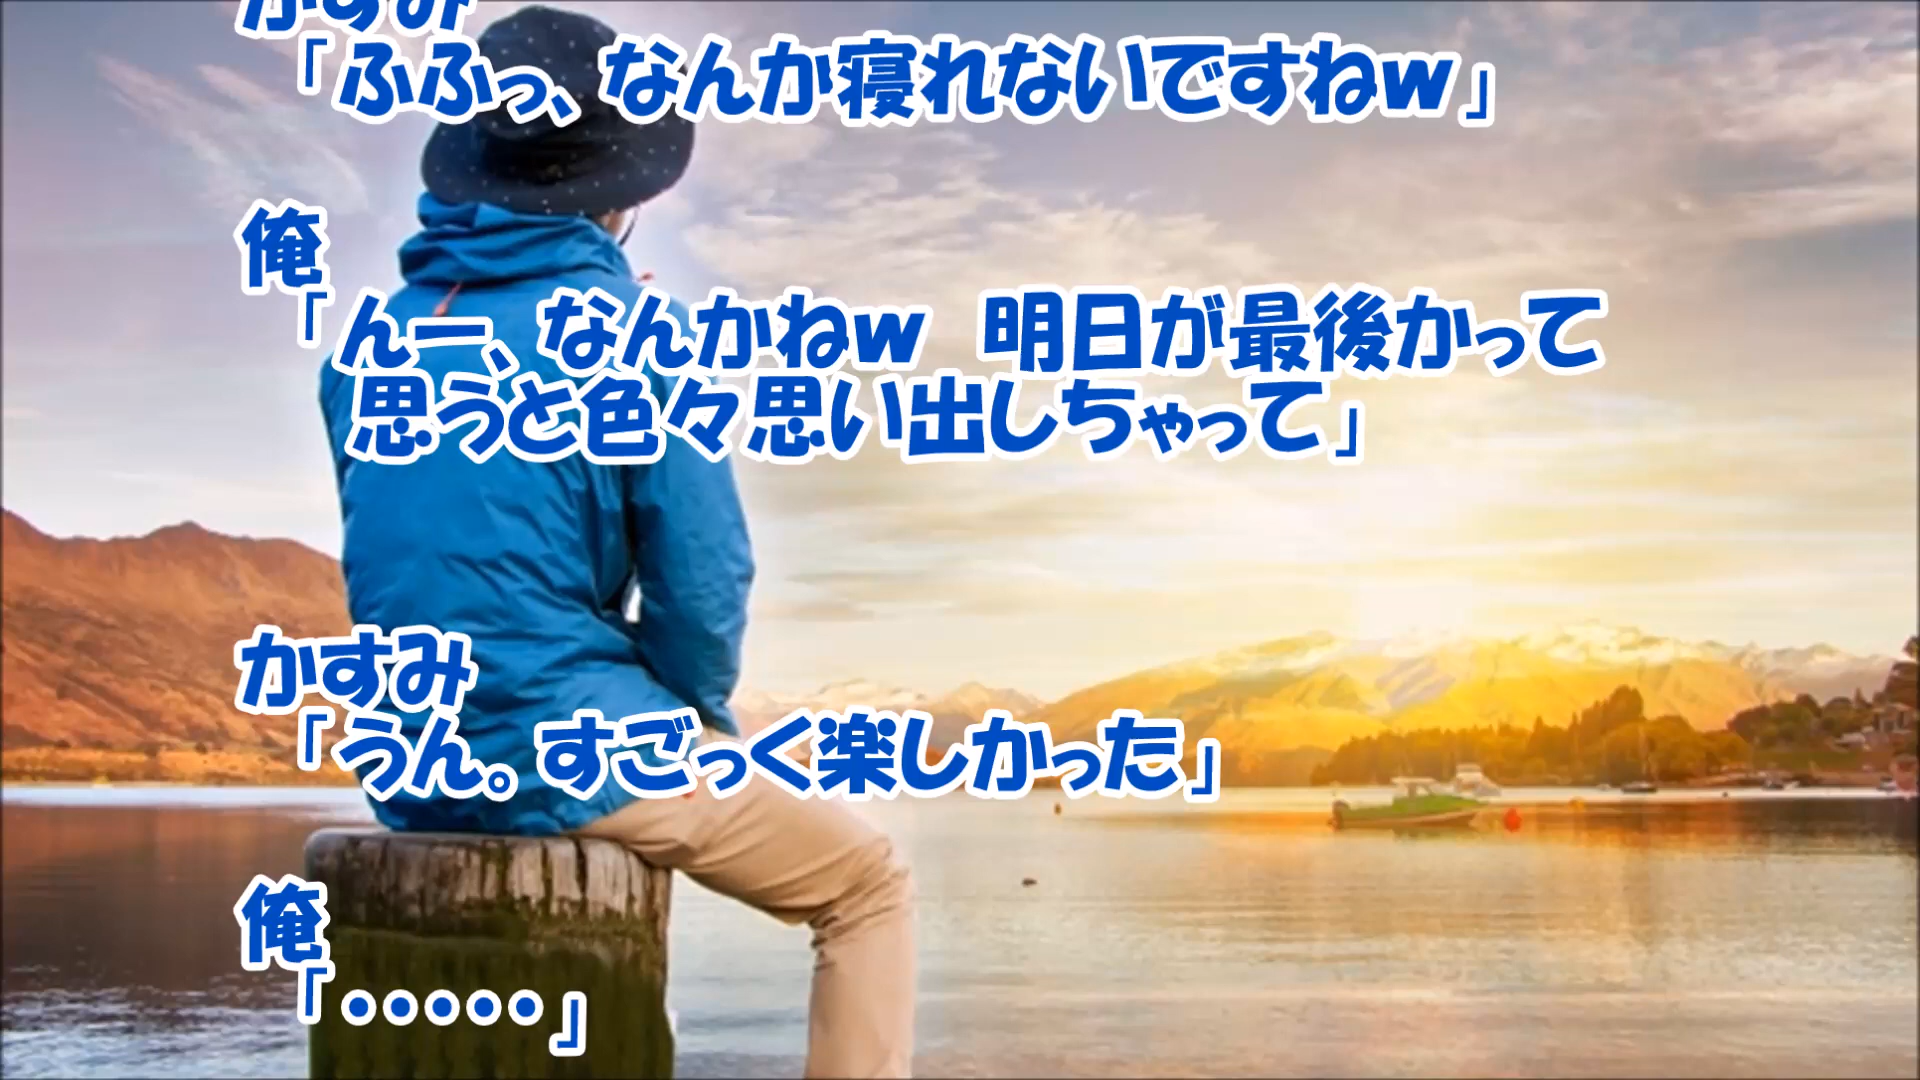 かすみ
「ふふっ、なんか寝れないですねw」
俺
「んー、なんかねw　明日が最後かって
思うと色々思い出しちゃって」
かすみ
「うん。すごっく楽しかった」
俺
「・・・・・」